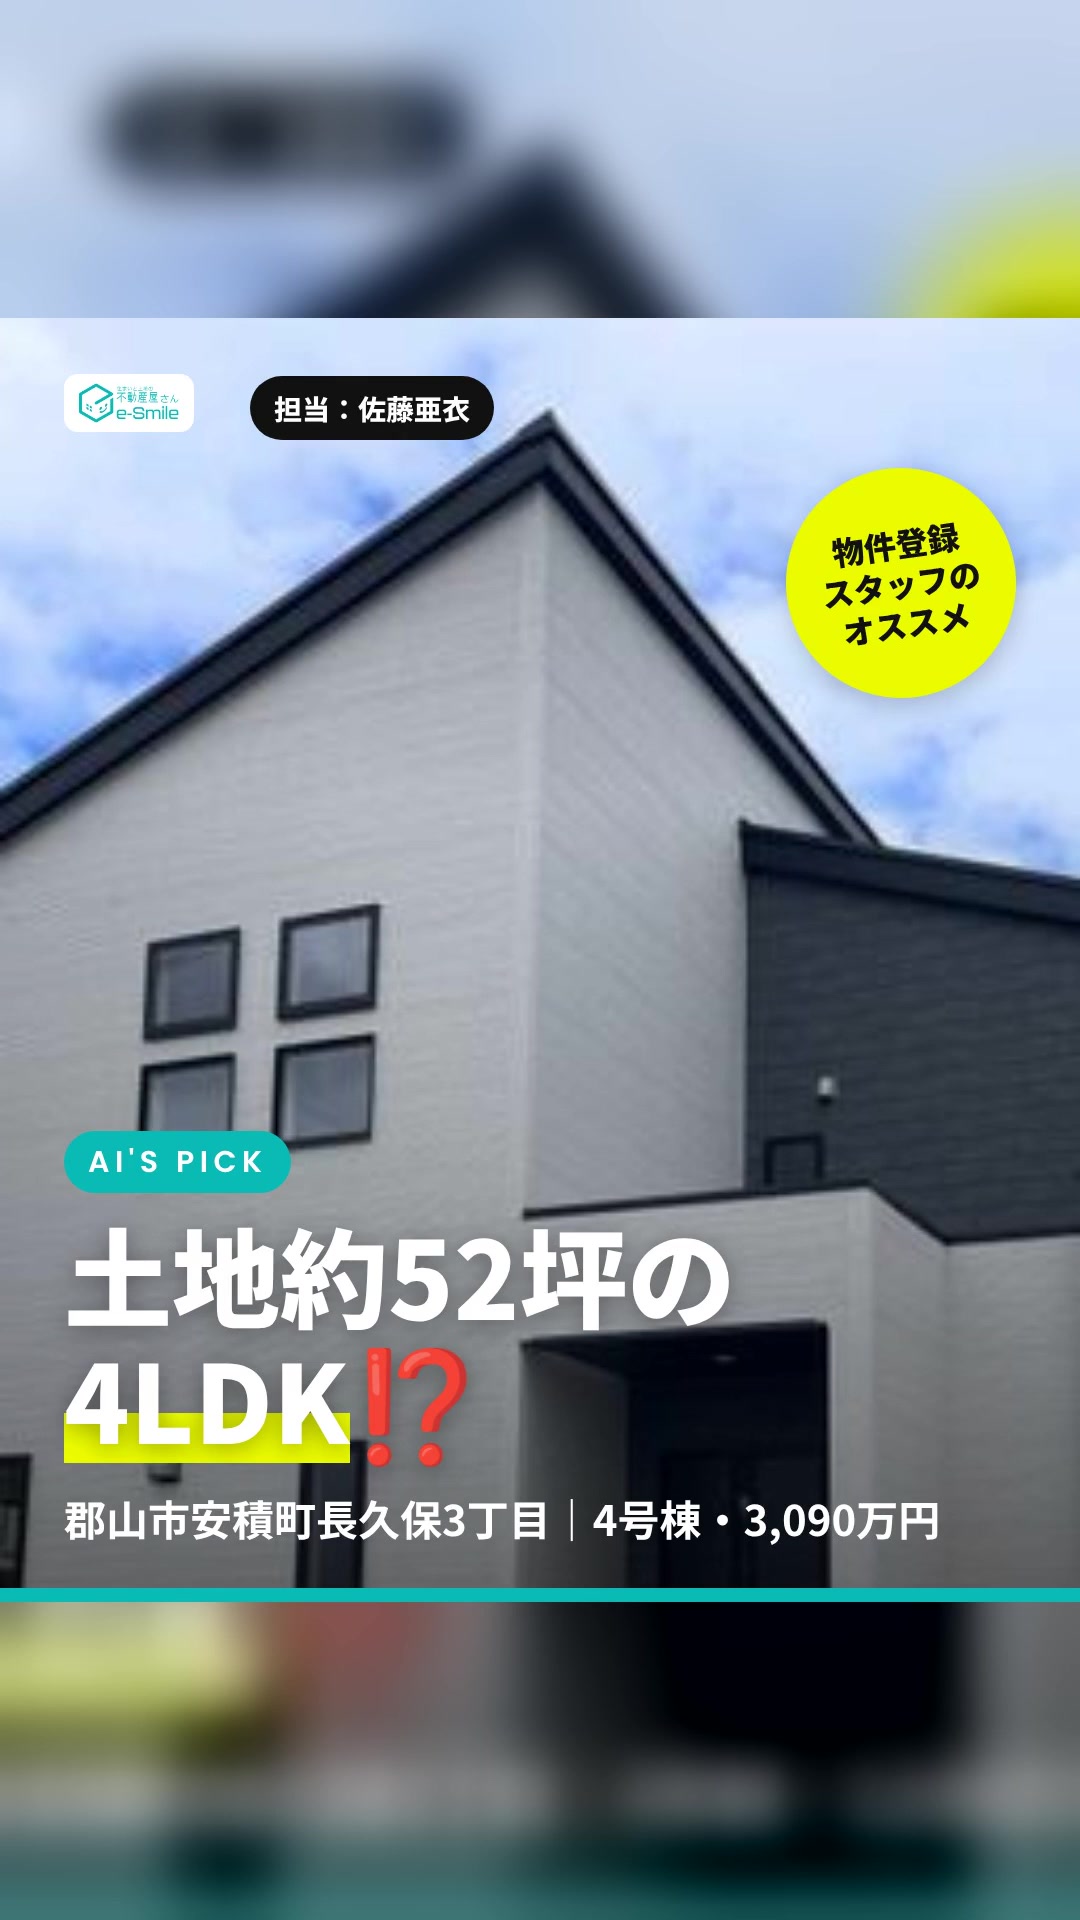 不動産屋さん
e-Smile
担当：佐藤亜衣
物件登録
スタッフの
オススメ
AI'S PICK
土地約52坪の
4LDK⁉
郡山市安積町長久保3丁目｜4号棟・3,090万円